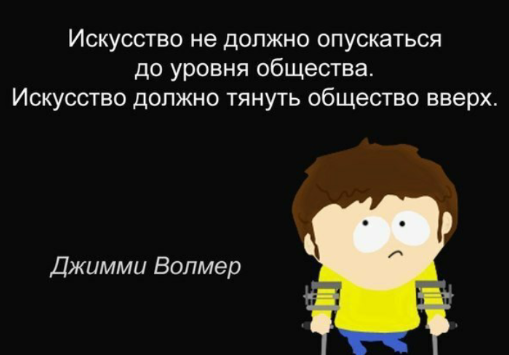 Искусство не должно опускаться
до уровня общества.
Искусство должно тянуть общество вверх.
Джимми Волмер